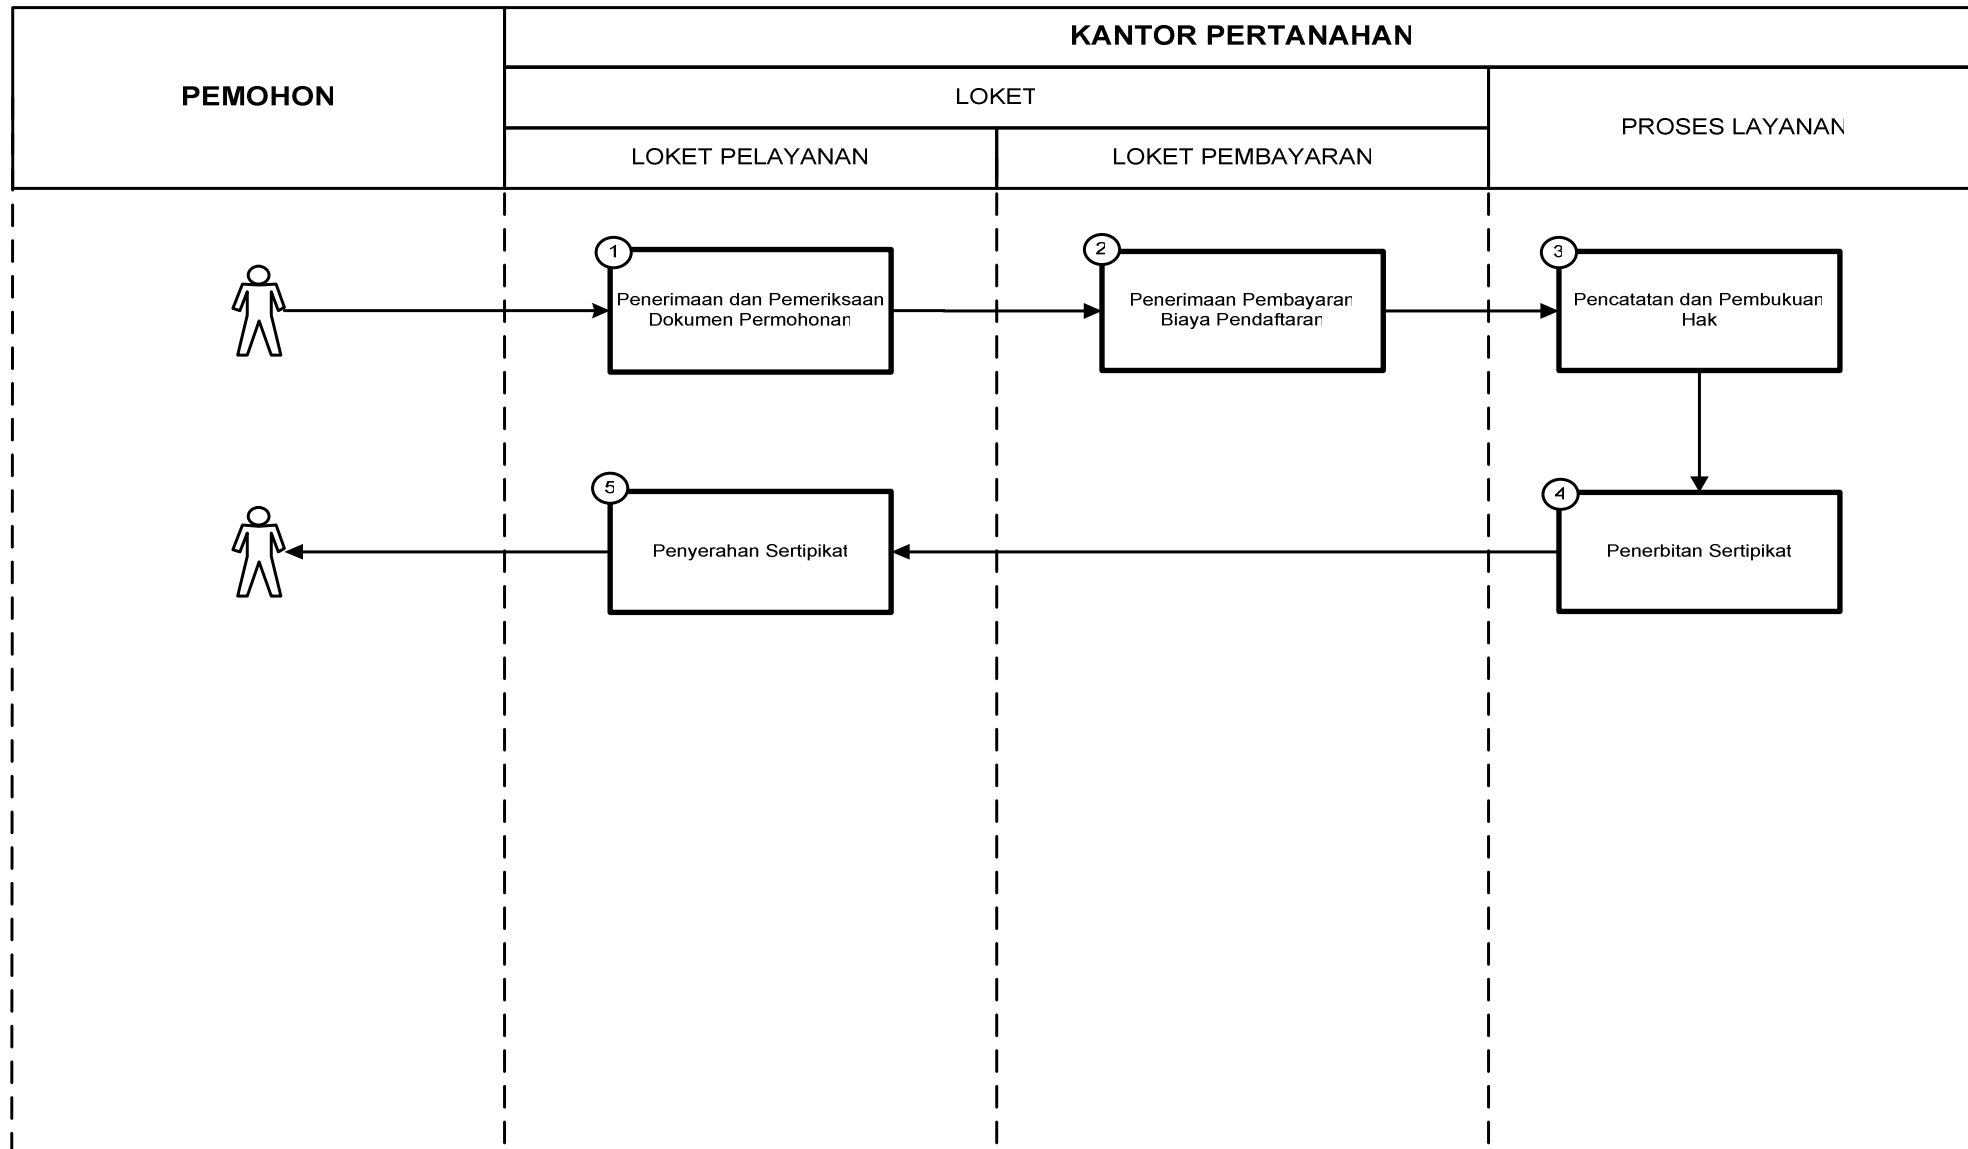 PEMOHON
KANTOR PERTANAHAN
LOKET
PROSES LAYANAN
LOKET PELAYANAN
LOKET PEMBAYARAN
1
Penerimaan dan Pemeriksaan
Dokumen Permohonan
2
Penerimaan Pembayaran
Biaya Pendaftaran
3
Pencatatan dan Pembukuan
Hak
4
Penerbitan Sertipikat
5
Penyerahan Sertipikat